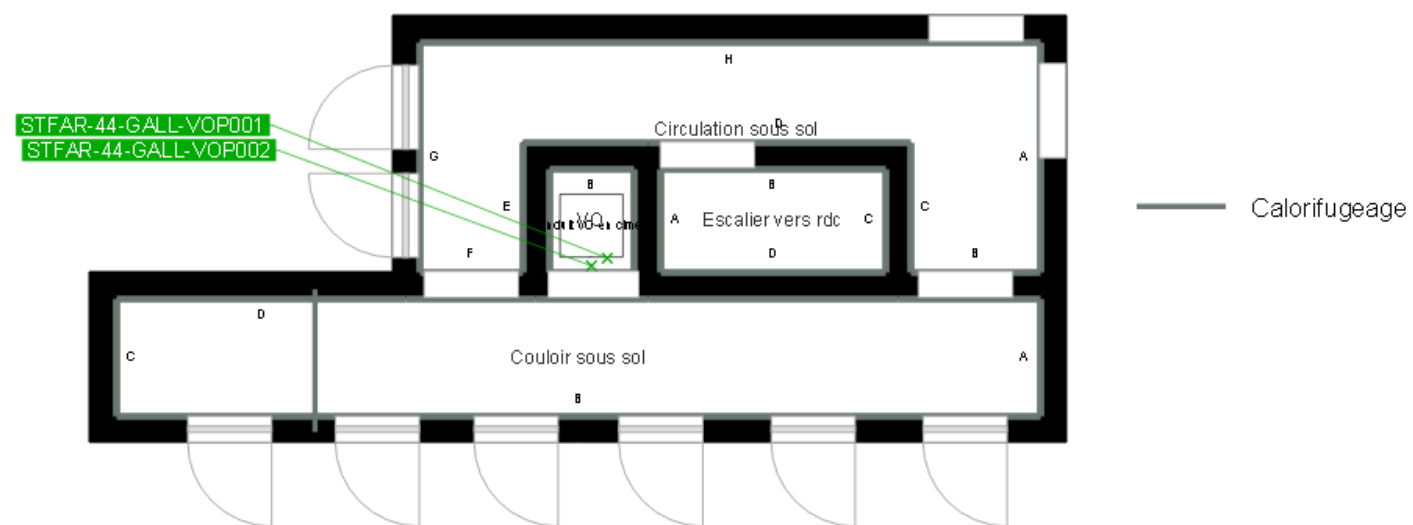 H
STFAR-44-GALL-VOP001
D
Circulation sous sol
STFAR-44-GALL-VOP002
G
A
B
B
E
C
VO
A
Escalier vers rdc
C
Calorifugeage
F
D
B
D
C
Couloir sous sol
A
B